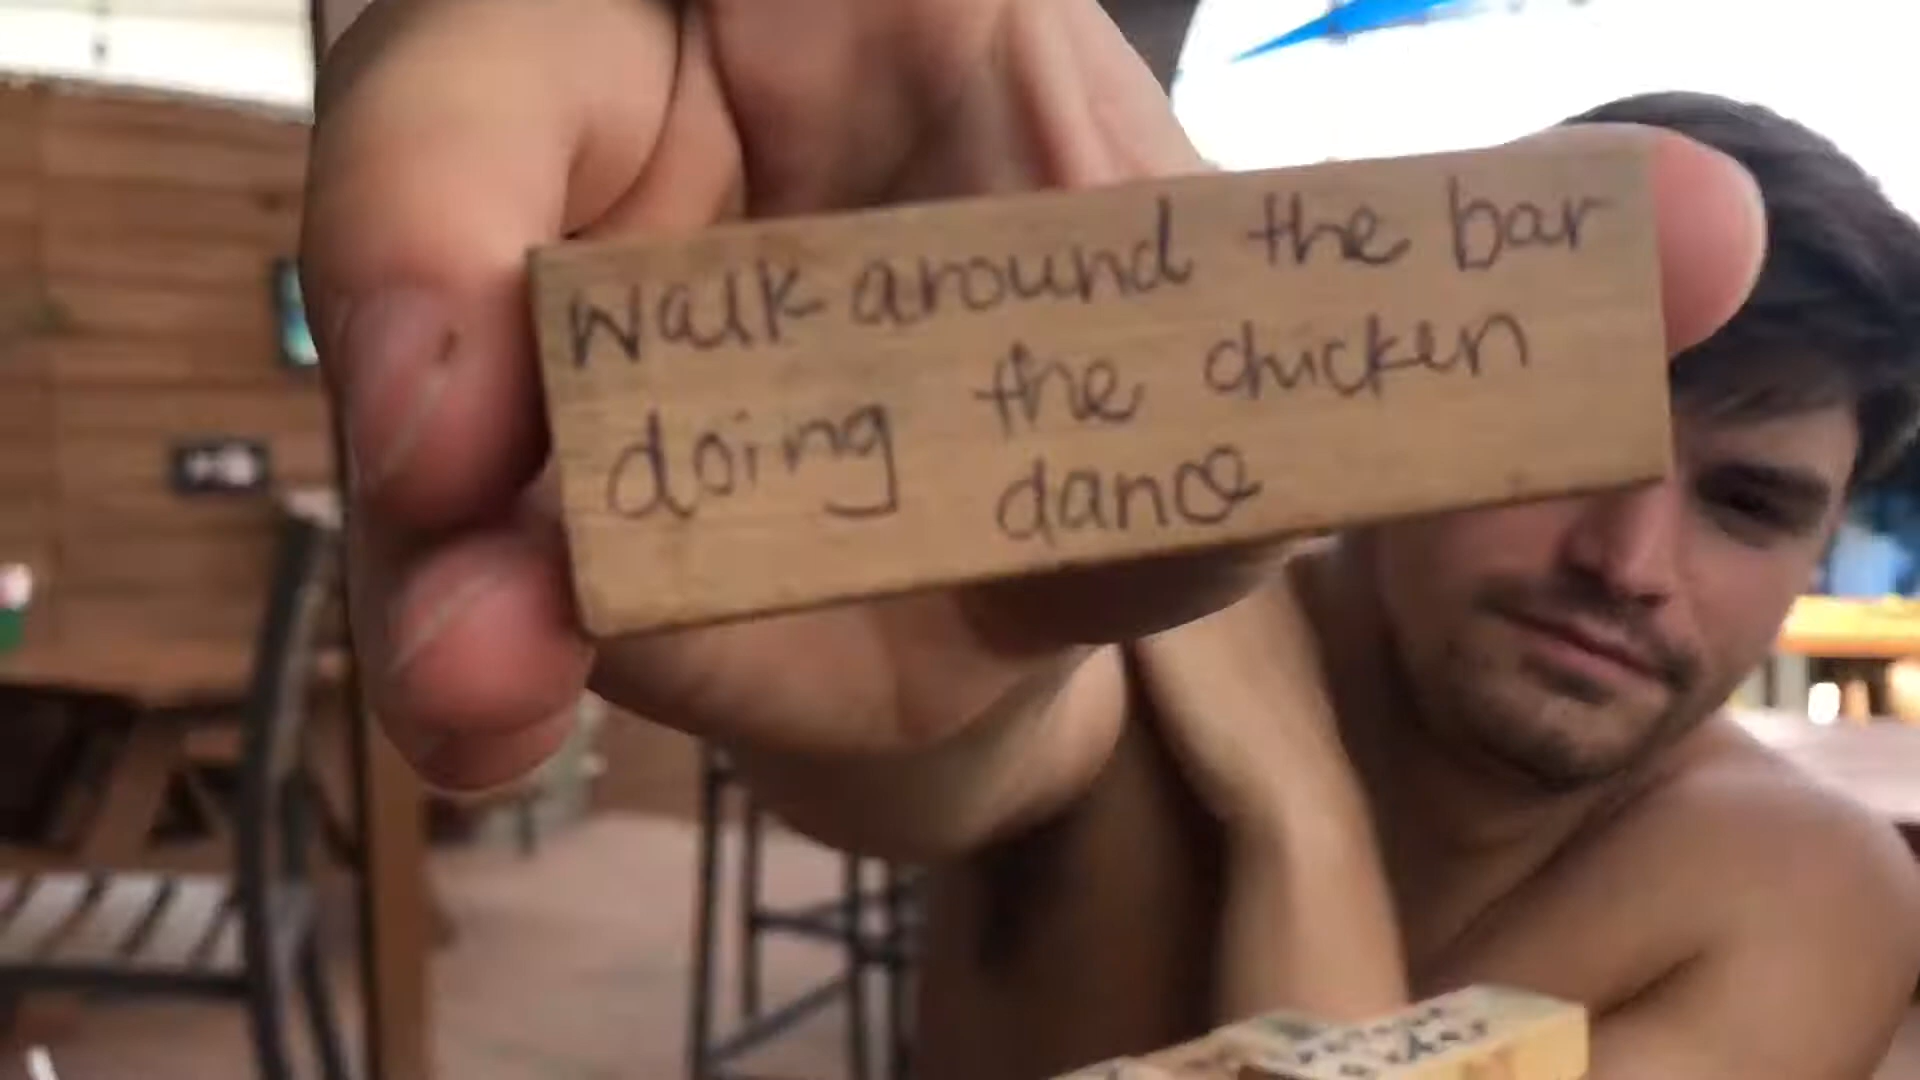 walk around the bar
doing the chicken
dance